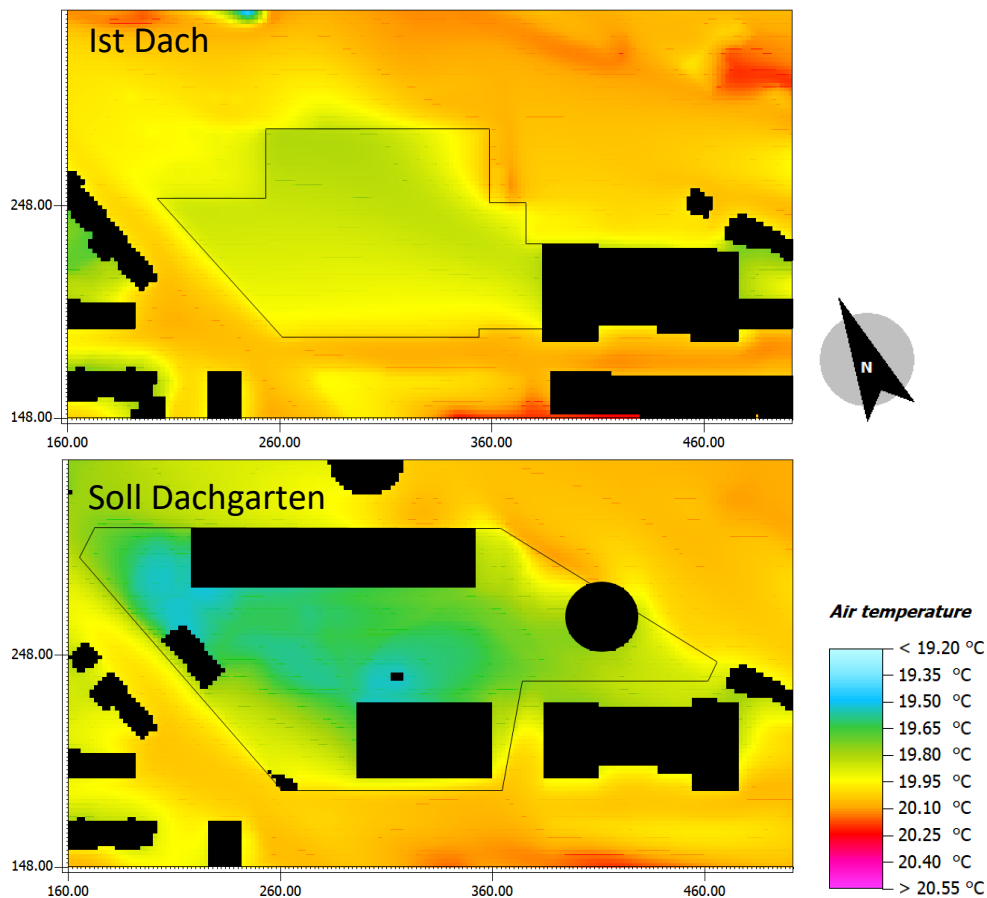 Ist Dach
248.00
148.00
160.00 260.00 360.00 460.00
N
Soll Dachgarten
248.00
148.00
160.00 260.00 360.00 460.00
Air temperature
< 19.20 °C
19.35 °C
19.50 °C
19.65 °C
19.80 °C
19.95 °C
20.10 °C
20.25 °C
20.40 °C
> 20.55 °C